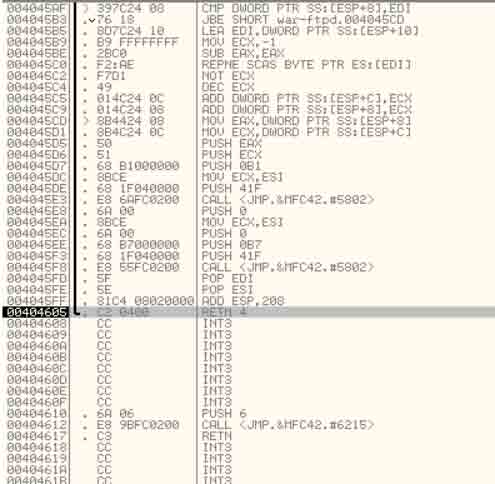 004045AF > 397C24 08 CMP DWORD PTR SS:[ESP+8],EDI
004045B3 .v76 18 JBE SHORT war-ftpd.004045CD
004045B5 . 8D7C24 10 LEA EDI,DWORD PTR SS:[ESP+10]
004045B9 . B9 FFFFFFFF MOV ECX,-1
004045BE . 2BC0 SUB EAX,EAX
004045C0 . F2:AE REPNE SCAS BYTE PTR ES:[EDI]
004045C2 . F7D1 NOT ECX
004045C4 . 49 DEC ECX
004045C5 . 014C24 0C ADD DWORD PTR SS:[ESP+C],ECX
004045C9 . 014C24 08 ADD DWORD PTR SS:[ESP+8],ECX
004045CD > 8B4424 08 MOV EAX,DWORD PTR SS:[ESP+8]
004045D1 . 8B4C24 0C MOV ECX,DWORD PTR SS:[ESP+C]
004045D5 . 50 PUSH EAX
004045D6 . 51 PUSH ECX
004045D7 . 68 B1000000 PUSH 0B1
004045DC . 8BCE MOV ECX,ESI
004045DE . 68 1F040000 PUSH 41F
004045E3 . E8 6AFC0200 CALL <JMP.&MFC42.#5802>
004045E8 . 6A 00 PUSH 0
004045EA . 8BCE MOV ECX,ESI
004045EC . 6A 00 PUSH 0
004045EE . 68 B7000000 PUSH 0B7
004045F3 . 68 1F040000 PUSH 41F
004045F8 . E8 55FC0200 CALL <JMP.&MFC42.#5802>
004045FD . 5F POP EDI
004045FE . 5E POP ESI
004045FF . 81C4 08020000 ADD ESP,208
00404605 . C2 0400 RETN 4
00404608 CC INT3
00404609 CC INT3
0040460A CC INT3
0040460B CC INT3
0040460C CC INT3
0040460D CC INT3
0040460E CC INT3
0040460F CC INT3
00404610 . 6A 06 PUSH 6
00404612 . E8 9BFC0200 CALL <JMP.&MFC42.#6215>
00404617 . C3 RETN
00404618 CC INT3
00404619 CC INT3
0040461A CC INT3
0040461B CC INT3